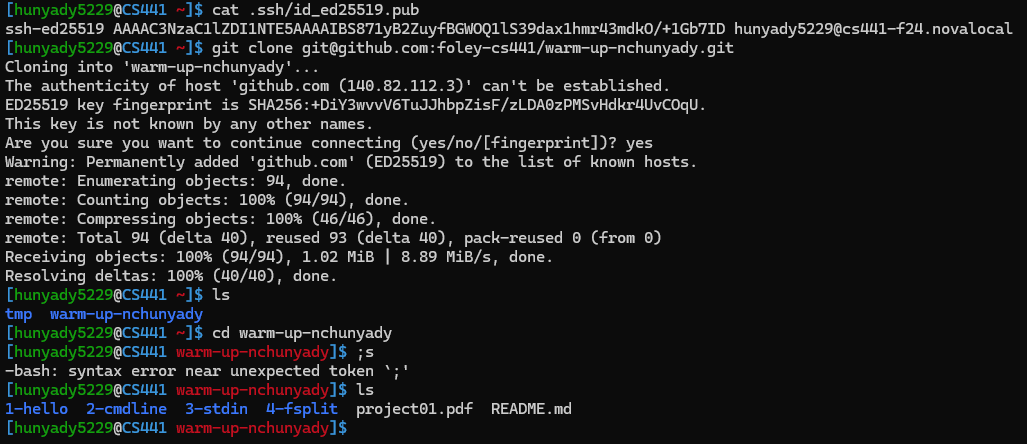 [hunyady5229@CS441 ~]$ cat .ssh/id_ed25519.pub
ssh-ed25519 AAAAC3NzaC1lZDI1NTE5AAAAIBS871yB2ZuyfBGWOQ1lS39dax1hmr43mdkO/+1Gb7ID hunyady5229@cs441-f24.novalocal
[hunyady5229@CS441 ~]$ git clone git@github.com:foley-cs441/warm-up-nchunyady.git
Cloning into 'warm-up-nchunyady'...
The authenticity of host 'github.com (140.82.112.3)' can't be established.
ED25519 key fingerprint is SHA256:+DiY3wvvV6TuJJhbpZisF/zLDA0zPMSvHdkr4UvCOqU.
This key is not known by any other names.
Are you sure you want to continue connecting (yes/no/[fingerprint])? yes
Warning: Permanently added 'github.com' (ED25519) to the list of known hosts.
remote: Enumerating objects: 94, done.
remote: Counting objects: 100% (94/94), done.
remote: Compressing objects: 100% (46/46), done.
remote: Total 94 (delta 40), reused 93 (delta 40), pack-reused 0 (from 0)
Receiving objects: 100% (94/94), 1.02 MiB | 8.89 MiB/s, done.
Resolving deltas: 100% (40/40), done.
[hunyady5229@CS441 ~]$ ls
tmp  warm-up-nchunyady
[hunyady5229@CS441 ~]$ cd warm-up-nchunyady
[hunyady5229@CS441 warm-up-nchunyady]$ ;s
-bash: syntax error near unexpected token `;'
[hunyady5229@CS441 warm-up-nchunyady]$ ls
1-hello  2-cmdline  3-stdin  4-fsplit  project01.pdf  README.md
[hunyady5229@CS441 warm-up-nchunyady]$